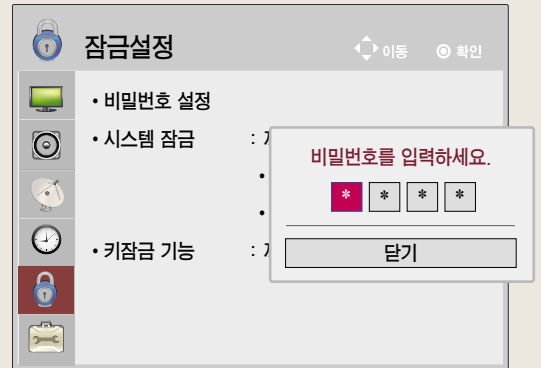 잠금설정
이동 확인
• 비밀번호 설정
• 시스템 잠금 :
• 키잠금 기능 :
비밀번호를 입력하세요.
* * * *
닫기